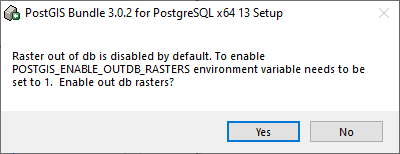 PostGIS Bundle 3.0.2 for PostgreSQL x64 13 Setup
Raster out of db is disabled by default. To enable
POSTGIS_ENABLE_OUTDB_RASTERS environment variable needs to be
set to 1.  Enable out db rasters?
Yes
No